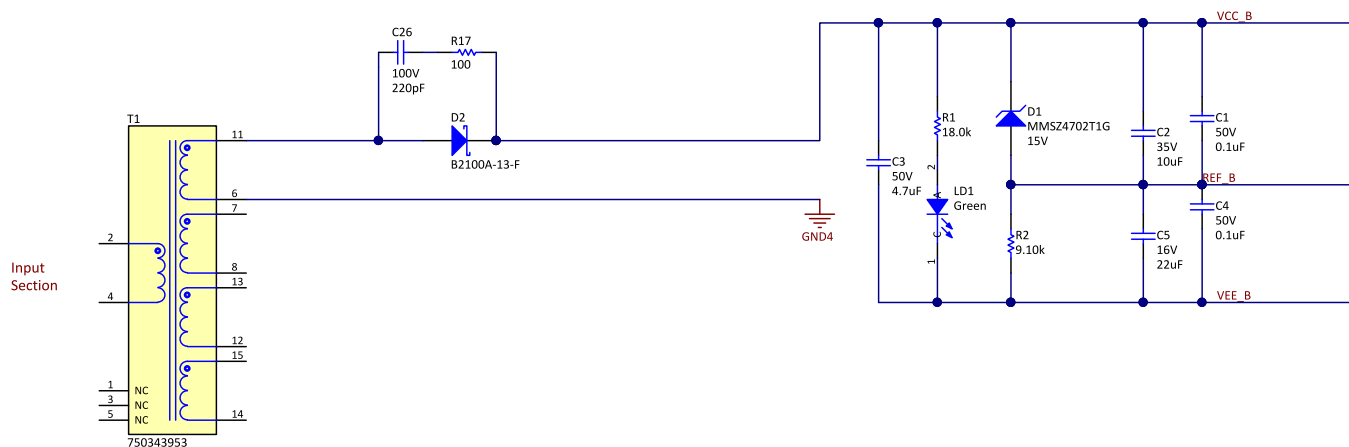 VCC_B
C26
R17
100V
100
220pF
T1
D2
B2100A-13-F
11
R1
18.0k
D1
MMSZ4702T1G
15V
C1
50V
0.1uF
C2
35V
10uF
C3
50V
4.7uF
2
REF_B
6
7
A
LD1
Green
C
1
C4
50V
0.1uF
GND4
2
R2
9.10k
C5
16V
22uF
Input
Section
8
13
4
VEE_B
12
15
1
NC
3
NC
5
NC
14
750343953